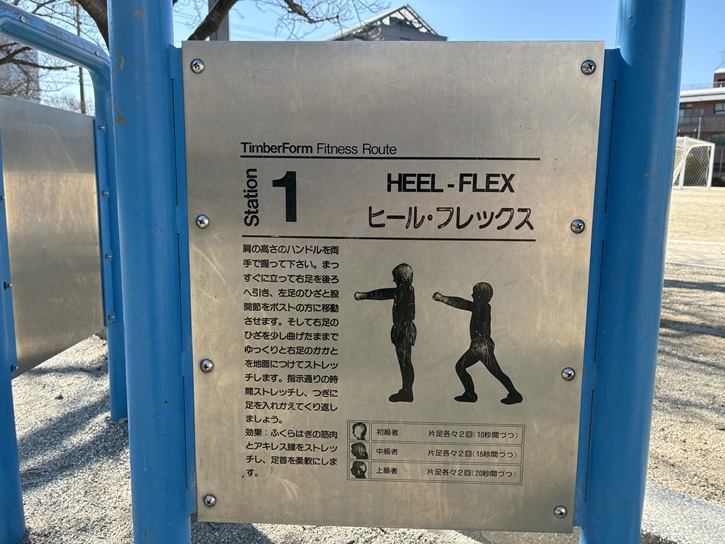 TimberForm Fitness Route
Station 1
HEEL-FLEX
ヒール・フレックス
肩の高さのハンドルを両
手で握って下さい。まっ
すぐに立って右足を後ろ
へ引き、左足のひざと股
関節をポストの方に移動
させます。そして右足の
ひざを少し曲げたままで
ゆっくりと右足のかかと
を地面につけてストレッ
チします。指示通りの時
間ストレッチし、つぎに
足を入れかえてくり返し
ましょう。
効果：ふくらはぎの筋肉
とアキレス腱をストレッ
チし、足首を柔軟にしま
す。
初級者 片足各々2回(10秒間づつ)
中級者 片足各々2回(15秒間づつ)
上級者 片足各々2回(20秒間づつ)